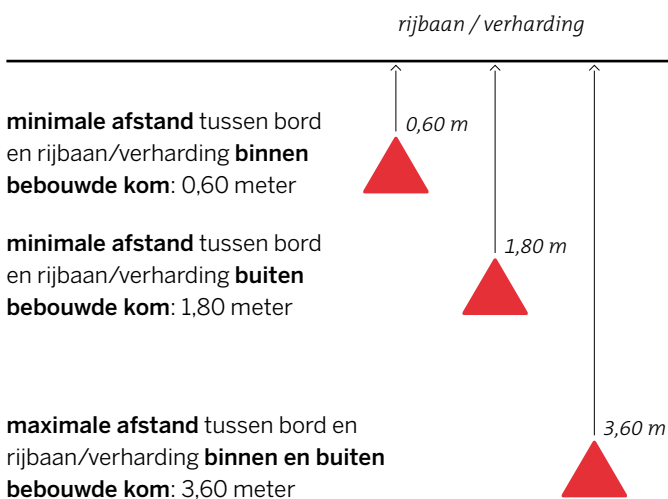 rijbaan / verharding
minimale afstand tussen bord
en rijbaan/verharding binnen
bebouwde kom: 0,60 meter
0,60 m
minimale afstand tussen bord
en rijbaan/verharding buiten
bebouwde kom: 1,80 meter
1,80 m
maximale afstand tussen bord en
rijbaan/verharding binnen en buiten
bebouwde kom: 3,60 meter
3,60 m